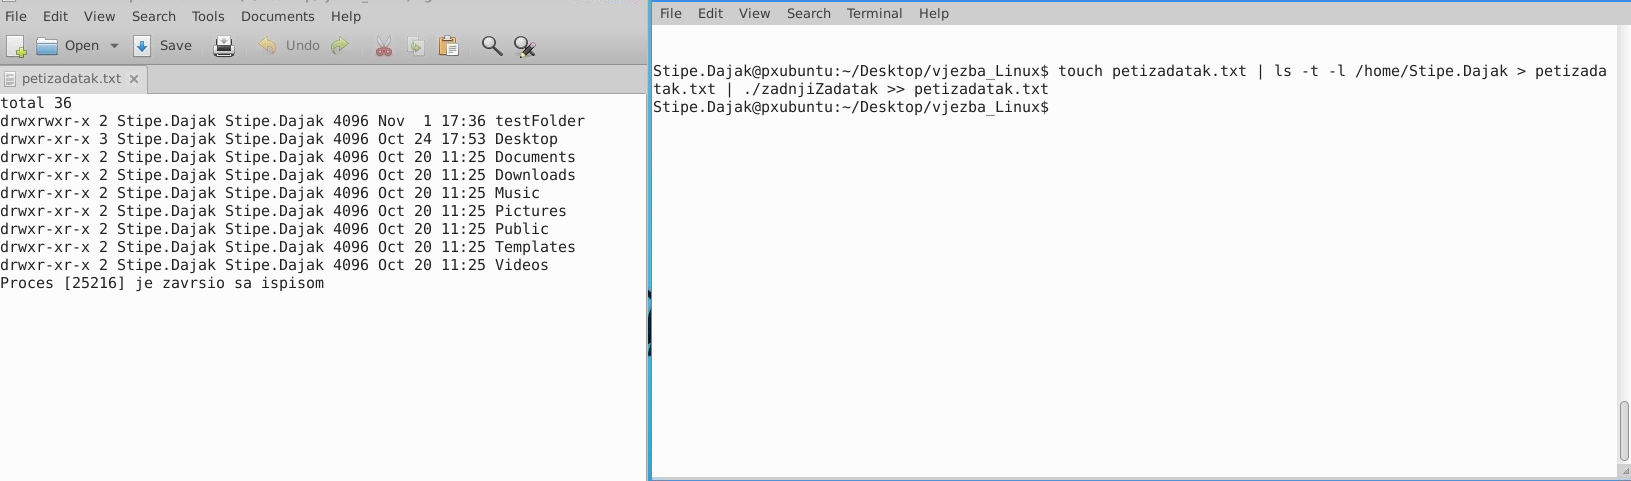 File Edit View Search Tools Documents Help
Open Save Undo
petizadatak.txt
total 36
drwxrwxr-x 2 Stipe.Dajak Stipe.Dajak 4096 Nov  1 17:36 testFolder
drwxr-xr-x 3 Stipe.Dajak Stipe.Dajak 4096 Oct 24 17:53 Desktop
drwxr-xr-x 2 Stipe.Dajak Stipe.Dajak 4096 Oct 20 11:25 Documents
drwxr-xr-x 2 Stipe.Dajak Stipe.Dajak 4096 Oct 20 11:25 Downloads
drwxr-xr-x 2 Stipe.Dajak Stipe.Dajak 4096 Oct 20 11:25 Music
drwxr-xr-x 2 Stipe.Dajak Stipe.Dajak 4096 Oct 20 11:25 Pictures
drwxr-xr-x 2 Stipe.Dajak Stipe.Dajak 4096 Oct 20 11:25 Public
drwxr-xr-x 2 Stipe.Dajak Stipe.Dajak 4096 Oct 20 11:25 Templates
drwxr-xr-x 2 Stipe.Dajak Stipe.Dajak 4096 Oct 20 11:25 Videos
Proces [25216] je zavrsio sa ispisom
File Edit View Search Terminal Help
Stipe.Dajak@pxubuntu:~/Desktop/vjezba_Linux$ touch petizadatak.txt | ls -t -l /home/Stipe.Dajak > petizada
tak.txt | ./zadnjiZadatak >> petizadatak.txt
Stipe.Dajak@pxubuntu:~/Desktop/vjezba_Linux$